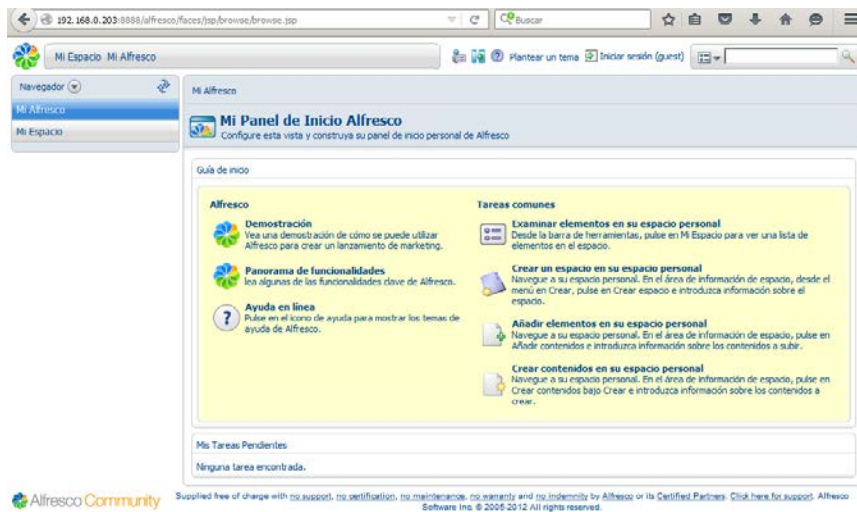 192.168.0.203:8888/alfresco/faces/jsp/browse/browse.jsp
Buscar
Mi Espacio Mi Alfresco
Plantear un tema Iniciar sesión (guest)
Navegador
Mi Alfresco
Mi Espacio
Mi Alfresco
Mi Panel de Inicio Alfresco
Configure esta vista y construya su panel de inicio personal de Alfresco
Guía de inicio
Alfresco
Demostración
Vea una demostración de cómo se puede utilizar
Alfresco para crear un lanzamiento de marketing.
Panorama de funcionalidades
lea algunas de las funcionalidades clave de Alfresco.
Ayuda en línea
Pulse en el icono de ayuda para mostrar los temas de
ayuda de Alfresco.
Tareas comunes
Examinar elementos en su espacio personal
Desde la barra de herramientas, pulse en Mi Espacio para ver una lista de
elementos en el espacio.
Crear un espacio en su espacio personal
Navegue a su espacio personal. En el área de información de espacio, desde el
menú en Crear, pulse en Crear espacio e introduzca información sobre el
espacio.
Añadir elementos en su espacio personal
Navegue a su espacio personal. En el área de información de espacio, pulse en
Añadir contenidos e introduzca información sobre los contenidos a subir.
Crear contenidos en su espacio personal
Navegue a su espacio personal. En el área de información de espacio, pulse en
Crear contenidos bajo Crear e introduzca información sobre los contenidos a
crear.
Mis Tareas Pendientes
Ninguna tarea encontrada.
Alfresco Community
Supplied free of charge with no support, no certification, no maintenance, no warranty and no indemnity by Alfresco or its Certified Partners. Click here for support. Alfresco
Software Inc. © 2005-2012 All rights reserved.